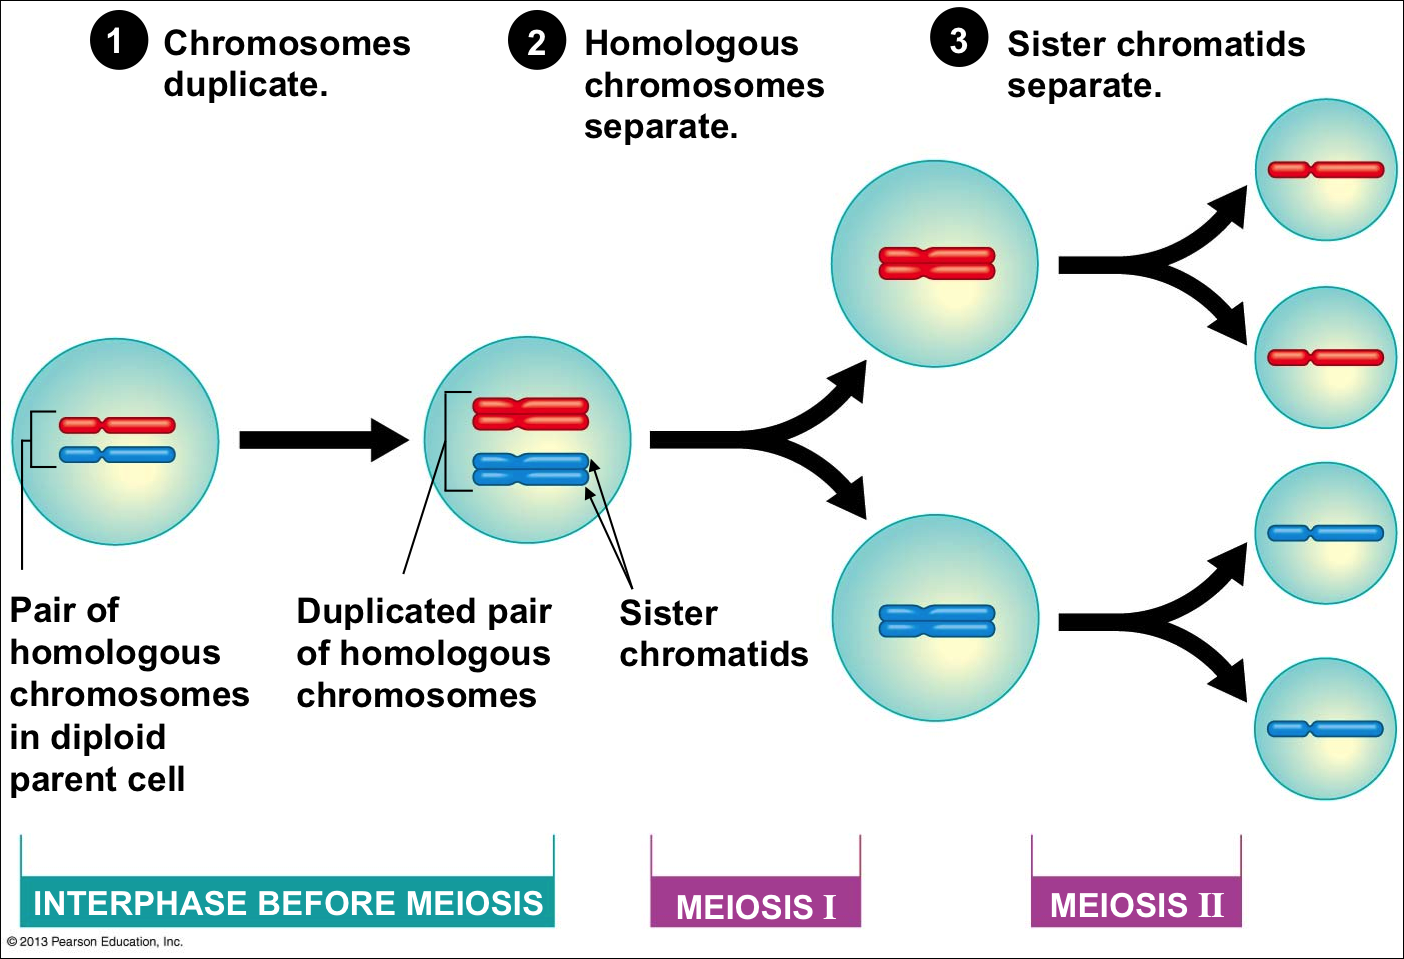 1 Chromosomes
duplicate.
2 Homologous
chromosomes
separate.
3 Sister chromatids
separate.
Pair of
homologous
chromosomes
in diploid
parent cell
Duplicated pair
of homologous
chromosomes
Sister
chromatids
INTERPHASE BEFORE MEIOSIS
MEIOSIS I
MEIOSIS II
© 2013 Pearson Education, Inc.